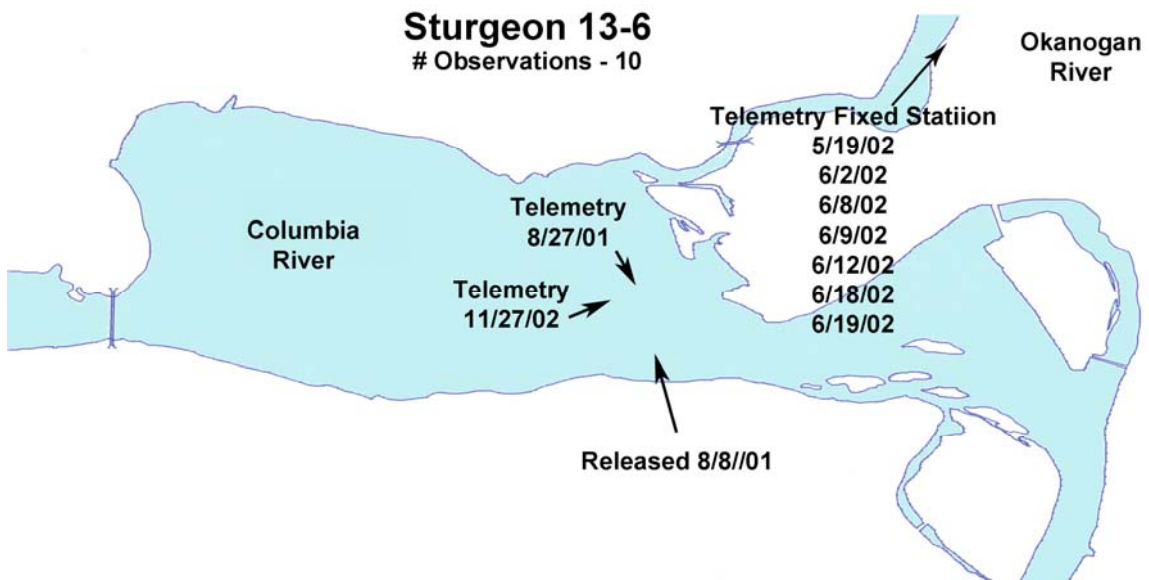 Sturgeon 13-6
# Observations - 10
Okanogan
River
Telemetry Fixed Statiion
5/19/02
6/2/02
6/8/02
6/9/02
6/12/02
6/18/02
6/19/02
Telemetry
8/27/01
Columbia
River
Telemetry
11/27/02
Released 8/8//01